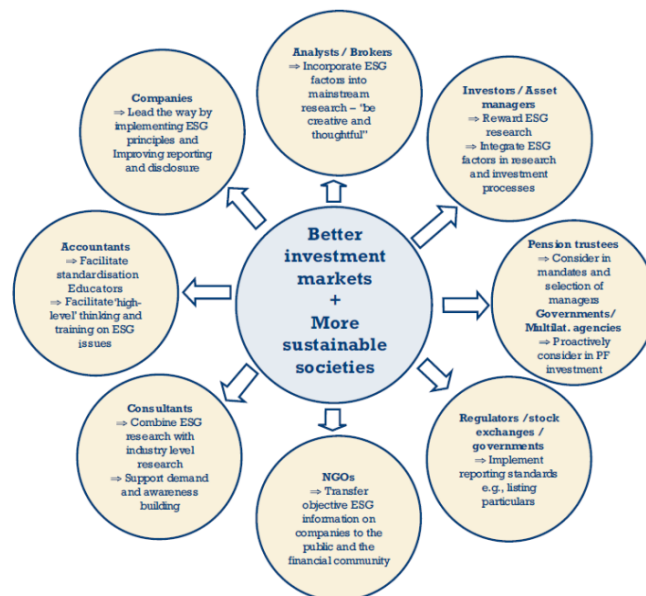 Analysts / Brokers
⇒ Incorporate ESG
factors into
mainstream
research – "be
creative and
thoughtful"
Investors / Asset
managers
⇒ Reward ESG
research
⇒ Integrate ESG
factors in research
and investment
processes
Pension trustees
⇒ Consider in
mandates and
selection of
managers
Governments/
Multilat. agencies
⇒ Proactively
consider in PF
investment
Regulators /stock
exchanges /
governments
⇒ Implement
reporting standards
e.g., listing
particulars
NGOs
⇒ Transfer
objective ESG
information on
companies to the
public and the
financial community
Consultants
⇒ Combine ESG
research with
industry level
research
⇒ Support demand
and awareness
building
Accountants
⇒ Facilitate
standardisation
Educators
⇒ Facilitate 'high-
level' thinking and
training on ESG
issues
Companies
⇒ Lead the way by
implementing ESG
principles and
Improving reporting
and disclosure
Better
investment
markets
+
More
sustainable
societies